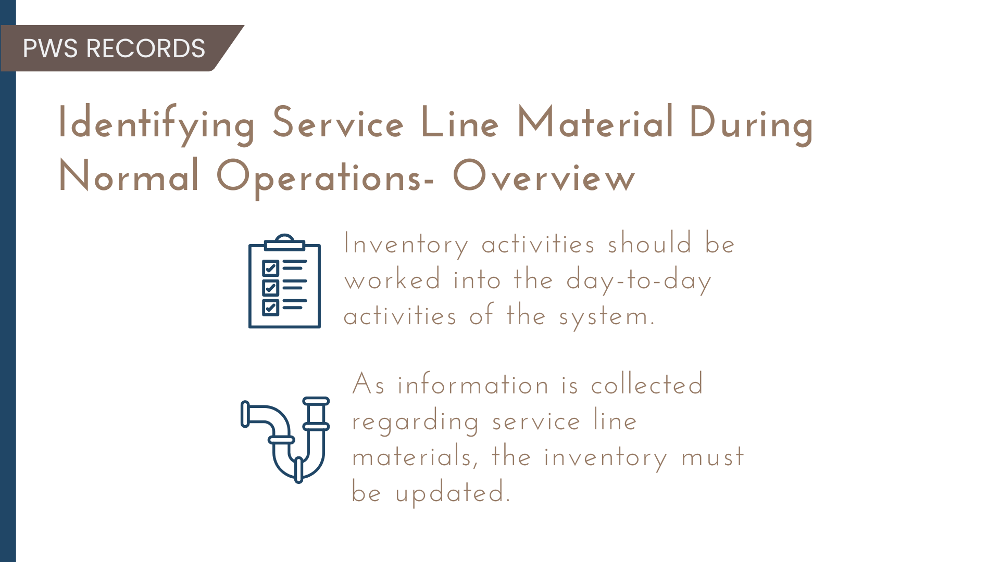 PWS RECORDS
Identifying Service Line Material During
Normal Operations- Overview
Inventory activities should be
worked into the day-to-day
activities of the system.
As information is collected
regarding service line
materials, the inventory must
be updated.